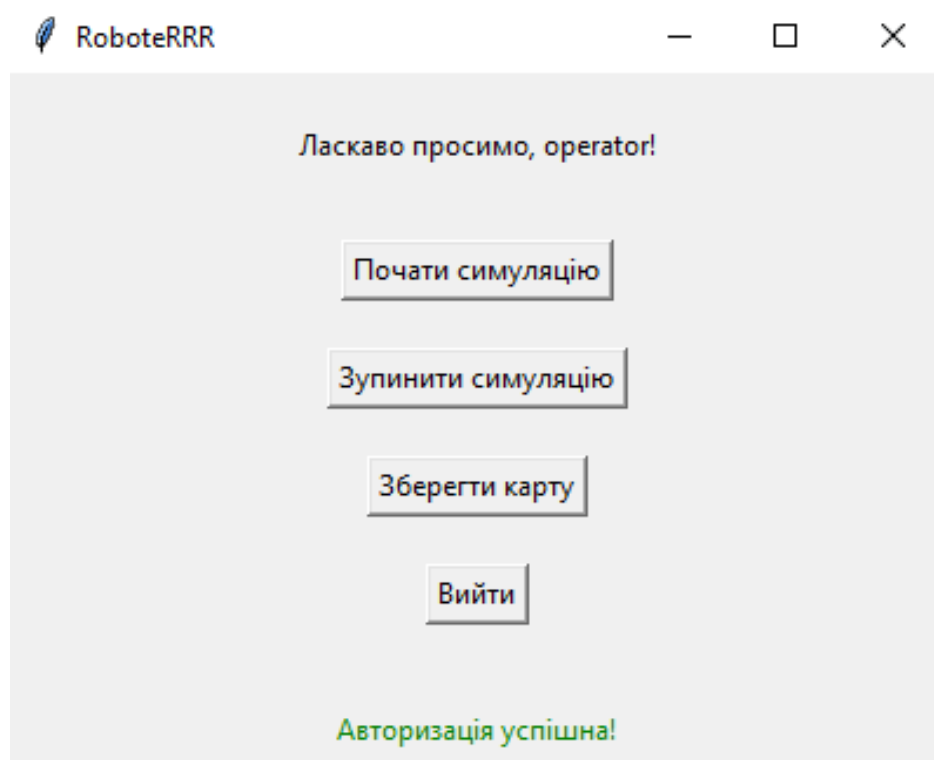 RoboteRRR
Ласкаво просимо, operator!
Почати симуляцію
Зупинити симуляцію
Зберегти карту
Вийти
Авторизація успішна!